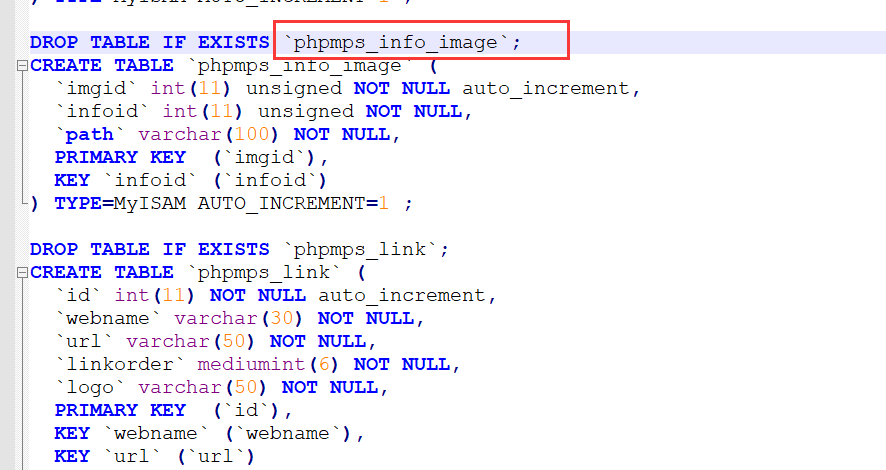 ) TYPE=MyISAM AUTO_INCREMENT=1 ;
DROP TABLE IF EXISTS `phpmps_info_image`;
CREATE TABLE `phpmps_info_image` (
  `imgid` int(11) unsigned NOT NULL auto_increment,
  `infoid` int(11) unsigned NOT NULL,
  `path` varchar(100) NOT NULL,
  PRIMARY KEY  (`imgid`),
  KEY `infoid` (`infoid`)
) TYPE=MyISAM AUTO_INCREMENT=1 ;
DROP TABLE IF EXISTS `phpmps_link`;
CREATE TABLE `phpmps_link` (
  `id` int(11) NOT NULL auto_increment,
  `webname` varchar(30) NOT NULL,
  `url` varchar(50) NOT NULL,
  `linkorder` mediumint(6) NOT NULL,
  `logo` varchar(50) NOT NULL,
  PRIMARY KEY  (`id`),
  KEY `webname` (`webname`),
  KEY `url` (`url`)